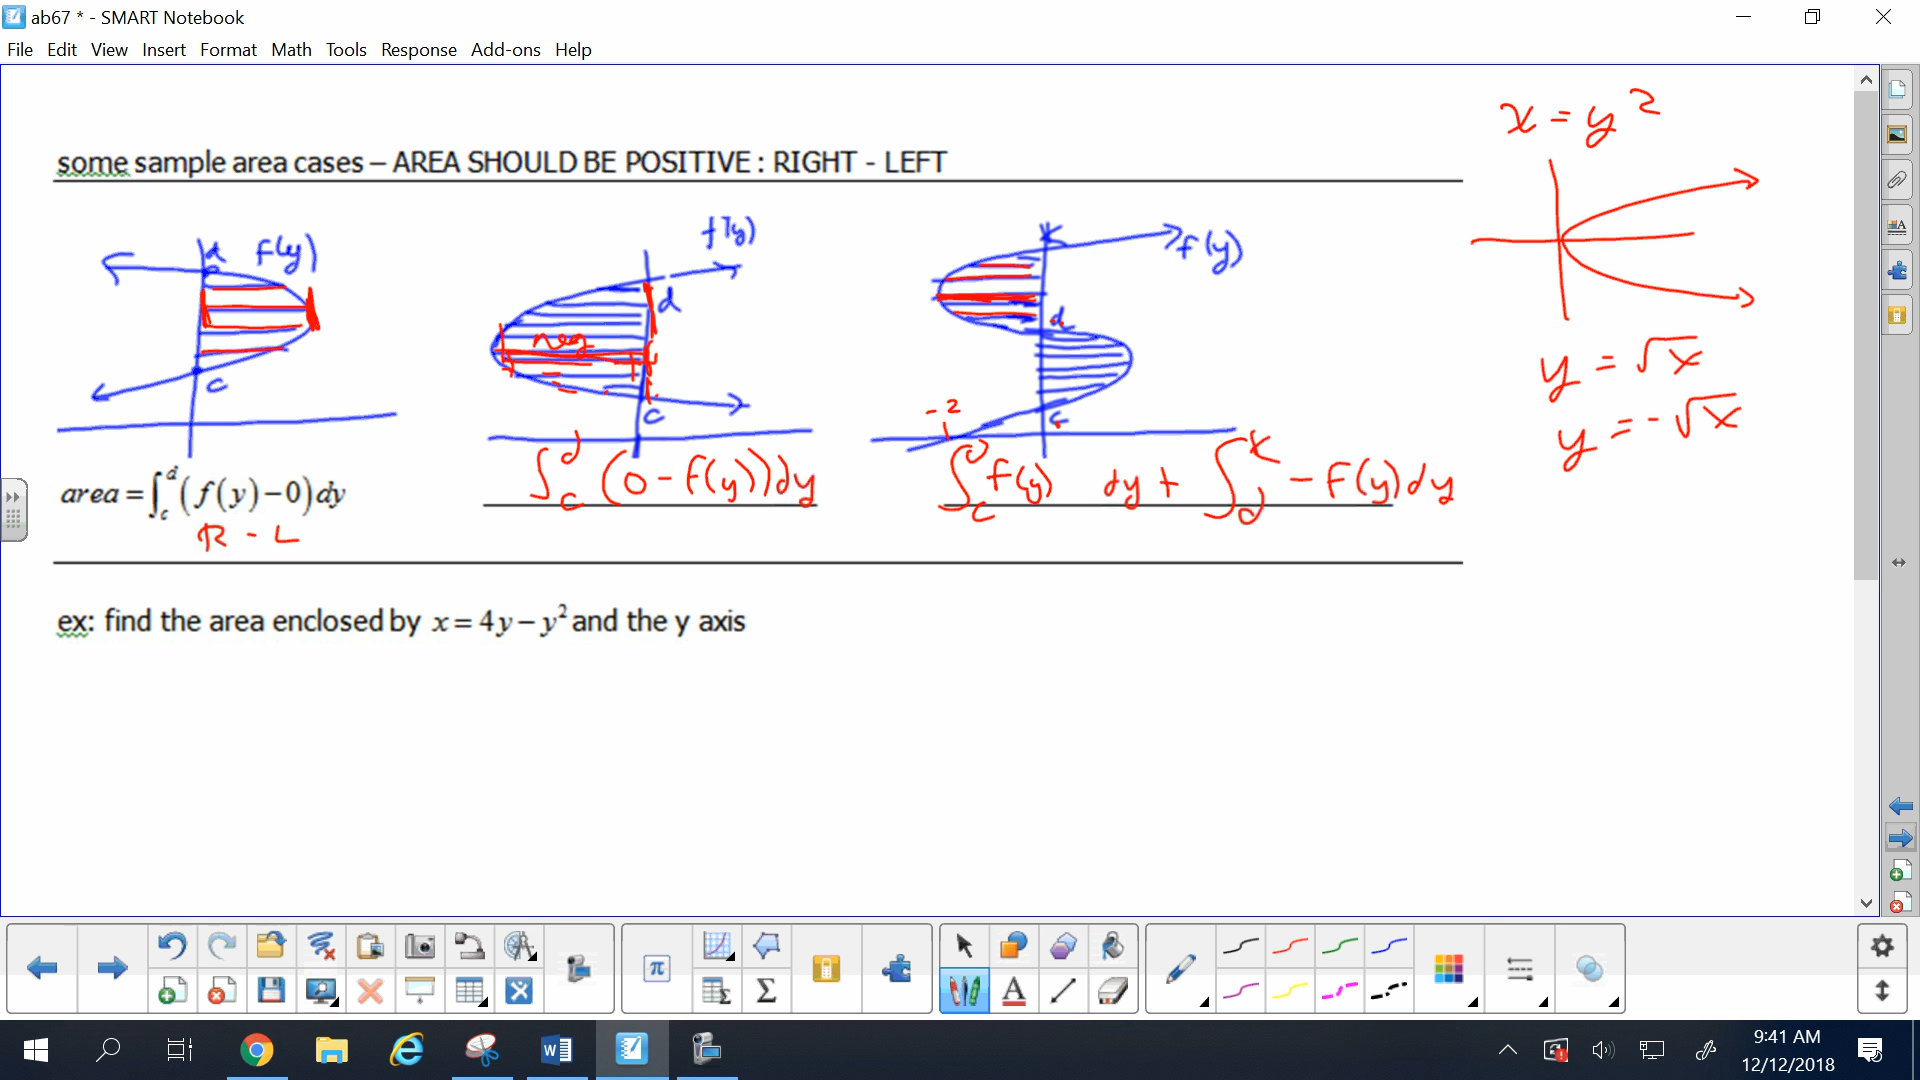 ab67 * - SMART Notebook
File Edit View Insert Format Math Tools Response Add-ons Help
some sample area cases – AREA SHOULD BE POSITIVE : RIGHT - LEFT
x = y²
d f(y)
c
f(y)
d
neg
c
k f(y)
d
-2
c
y = √x
y = -√x
area = ∫_c^d (f(y) − 0) dy
R - L
∫_c^d (0 - f(y)) dy
∫_c^d f(y) dy + ∫_d^k - f(y) dy
ex: find the area enclosed by x = 4y − y² and the y axis
9:41 AM
12/12/2018